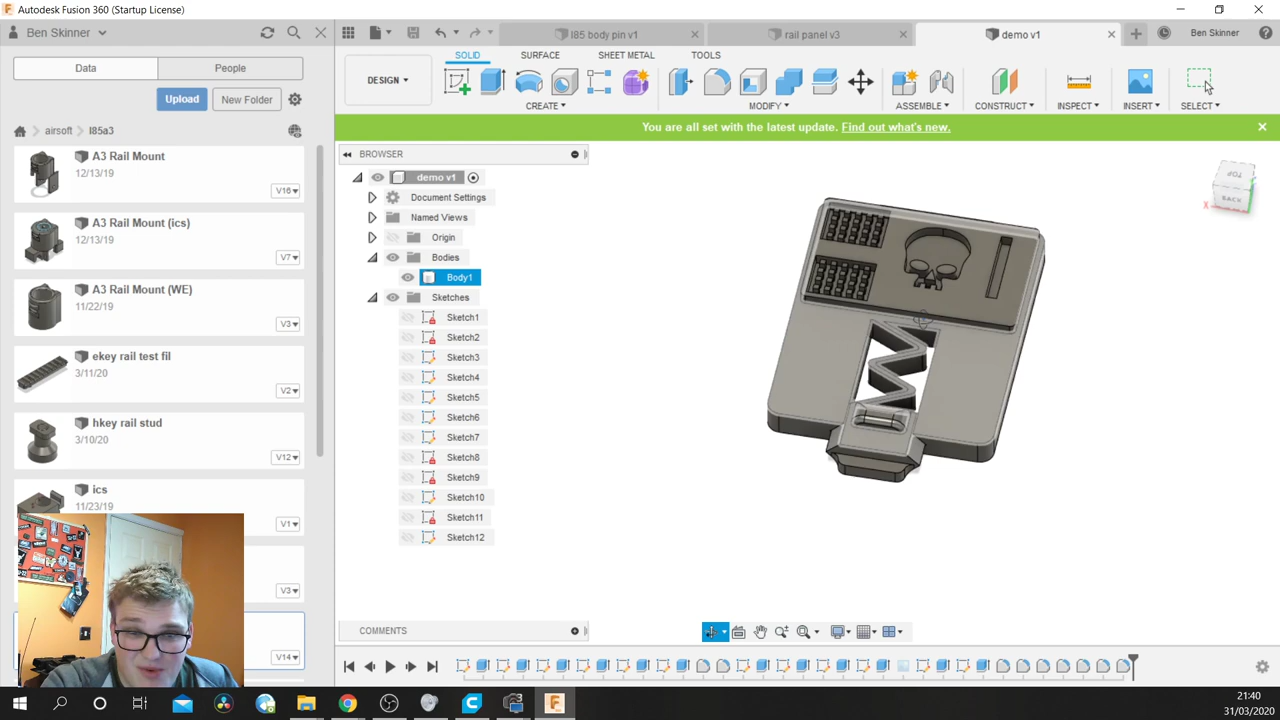 Autodesk Fusion 360 (Startup License)
Ben Skinner
I85 body pin v1
rail panel v3
demo v1
Ben Skinner
Data
People
Upload
New Folder
airsoft
l85a3
DESIGN
SOLID
SURFACE
SHEET METAL
TOOLS
CREATE
MODIFY
ASSEMBLE
CONSTRUCT
INSPECT
INSERT
SELECT
You are all set with the latest update. Find out what's new.
A3 Rail Mount
12/13/19
V16
A3 Rail Mount (ics)
12/13/19
V7
A3 Rail Mount (WE)
11/22/19
V3
ekey rail test fil
3/11/20
V2
hkey rail stud
3/10/20
V12
ics
11/23/19
V1
V3
V14
BROWSER
demo v1
Document Settings
Named Views
Origin
Bodies
Body1
Sketches
Sketch1
Sketch2
Sketch3
Sketch4
Sketch5
Sketch6
Sketch7
Sketch8
Sketch9
Sketch10
Sketch11
Sketch12
TOP
BACK
X
COMMENTS
21:40
31/03/2020